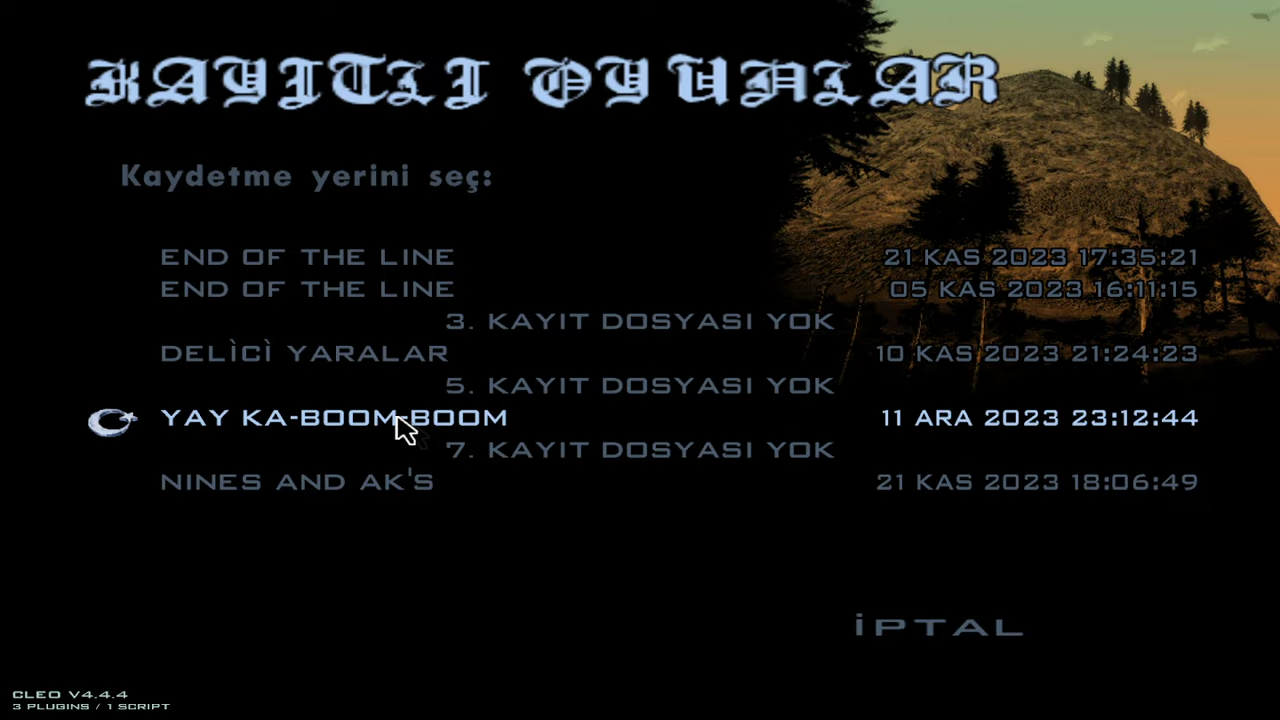 KAYITLI OYUNLAR
Kaydetme yerini seç:
END OF THE LINE 21 KAS 2023 17:35:21
END OF THE LINE 05 KAS 2023 16:11:15
3. KAYIT DOSYASI YOK
DELİCİ YARALAR 10 KAS 2023 21:24:23
5. KAYIT DOSYASI YOK
YAY KA-BOOM-BOOM 11 ARA 2023 23:12:44
7. KAYIT DOSYASI YOK
NINES AND AK'S 21 KAS 2023 18:06:49
İPTAL
CLEO V4.4.4
3 PLUGINS / 1 SCRIPT